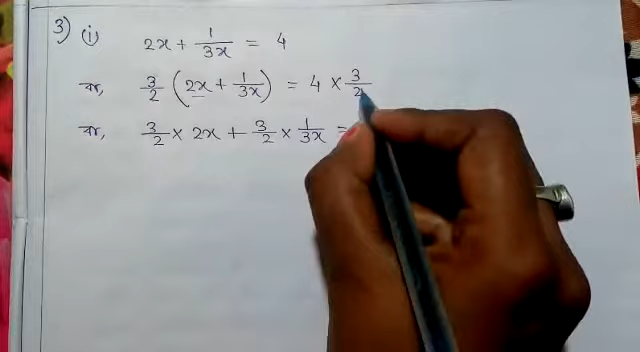 3) (i) 2x + 1/3x = 4
বা, 3/2 (2x + 1/3x) = 4 × 3/2
বা, 3/2 × 2x + 3/2 × 1/3x =